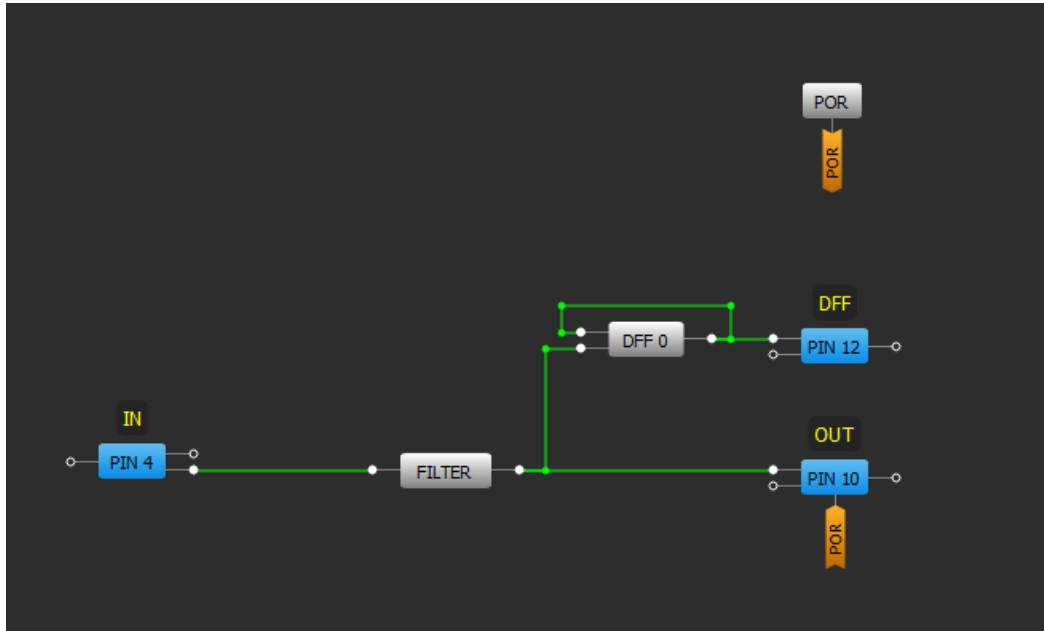 POR
POR
DFF
DFF 0
PIN 12
IN
PIN 4
FILTER
OUT
PIN 10
POR